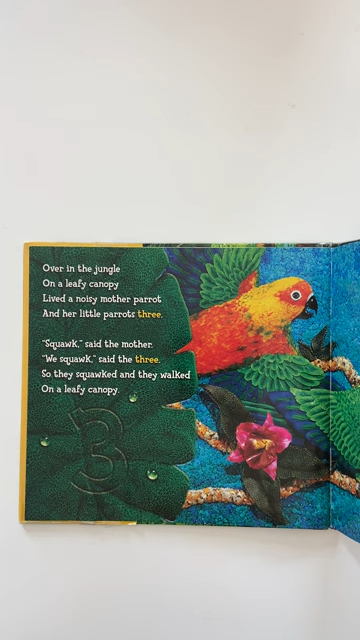 Over in the jungle
On a leafy canopy
Lived a noisy mother parrot
And her little parrots three.
"Squawk," said the mother.
"We squawk," said the three.
So they squawked and they walked
On a leafy canopy.
3